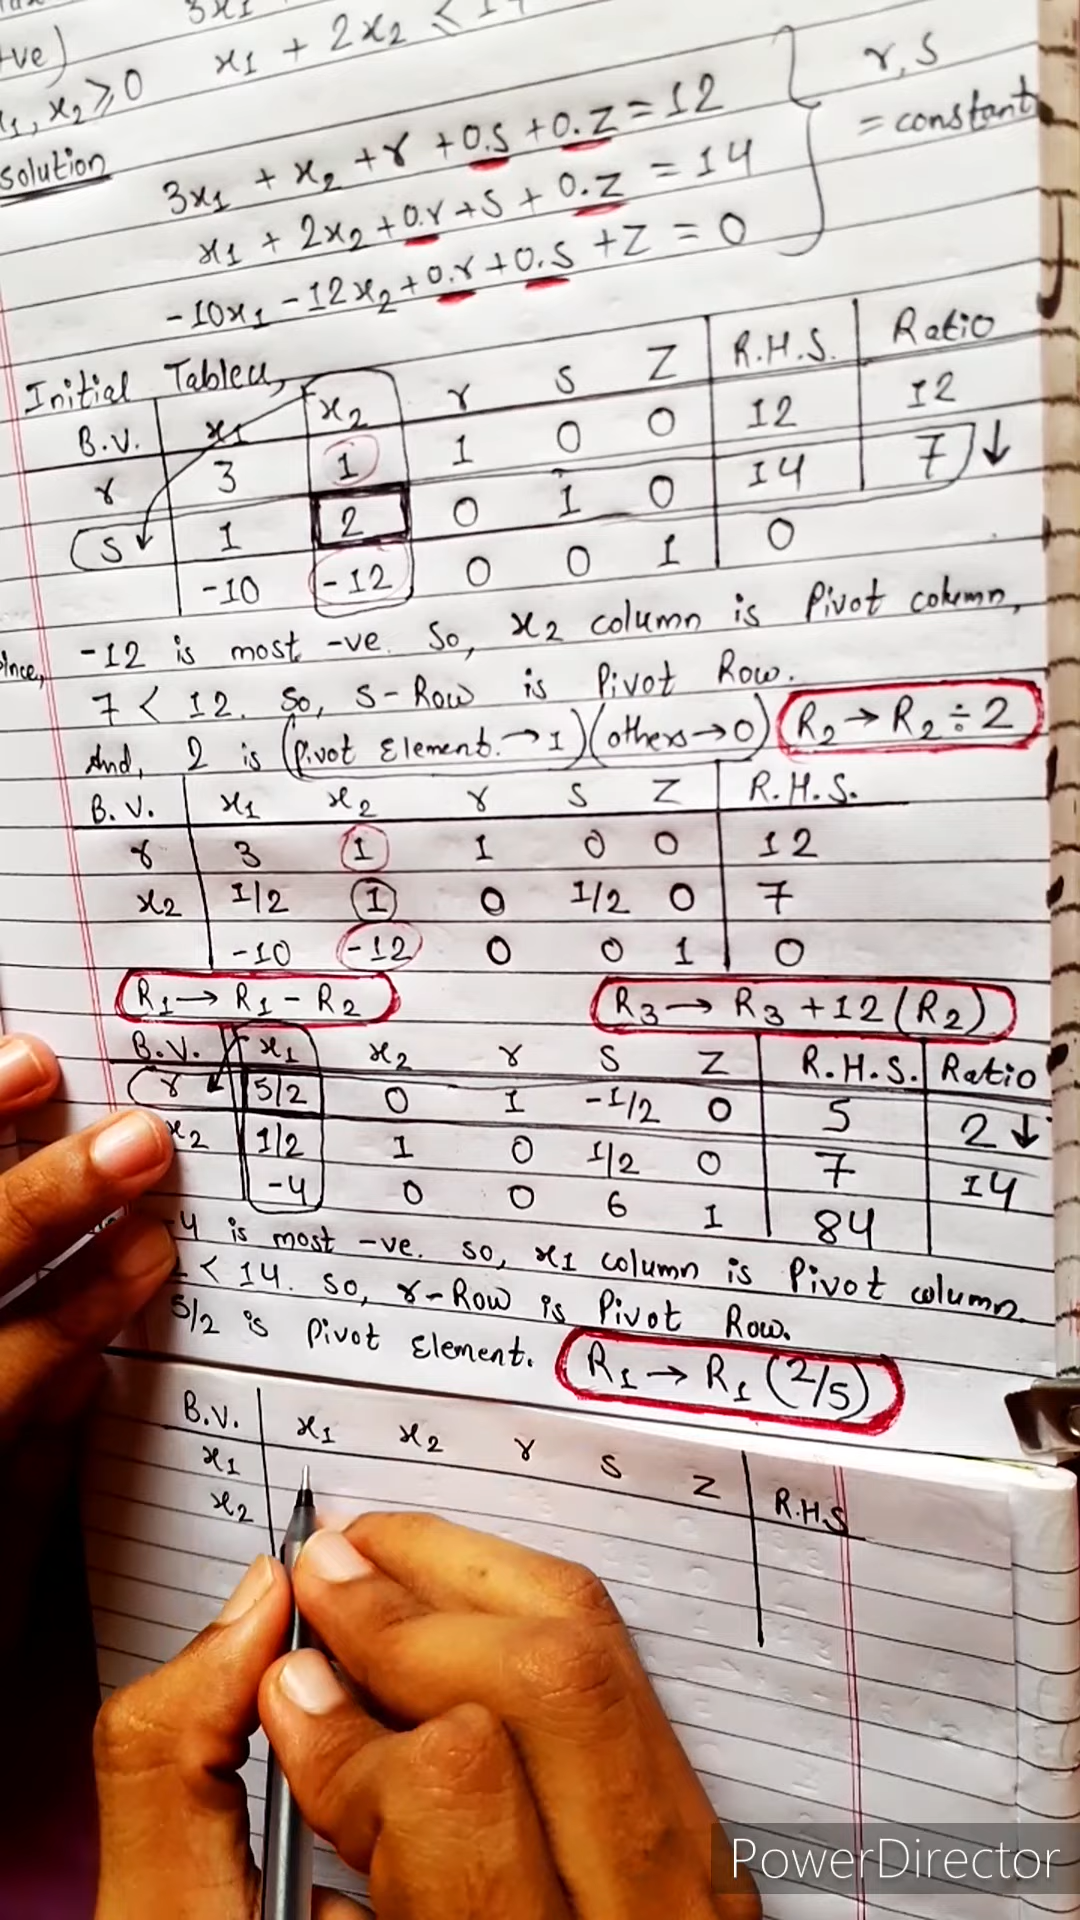 +ve)
x1 + 2x2 <
x1, x2 ⩾ 0
solution
3x1 + x2 + r + 0.s + 0.z = 12
x1 + 2x2 + 0.r + s + 0.z = 14
-10x1 - 12x2 + 0.r + 0.s + z = 0
r, s
= constant
Initial Tableu,
B.V. x1 x2 r s z R.H.S. Ratio
r 3 1 1 0 0 12 12
s 1 2 0 1 0 14 7 ↓
-10 -12 0 0 1 0
Since, -12 is most -ve. So, x2 column is Pivot column,
7 < 12. So, s-Row is Pivot Row.
And, 2 is (Pivot Element. → 1) (others → 0) R2 → R2 ÷ 2
B.V. x1 x2 r s z R.H.S.
r 3 1 1 0 0 12
x2 1/2 1 0 1/2 0 7
-10 -12 0 0 1 0
R1 → R1 - R2 R3 → R3 + 12 (R2)
B.V. x1 x2 r s z R.H.S. Ratio
r 5/2 0 1 -1/2 0 5 2 ↓
x2 1/2 1 0 1/2 0 7 14
-4 0 0 6 1 84
-4 is most -ve. so, x1 column is Pivot column.
< 14. so, r-Row is Pivot Row.
5/2 is pivot Element. R1 → R1 (2/5)
B.V. x1 x2 r s z R.H.S
x1
x2
PowerDirector